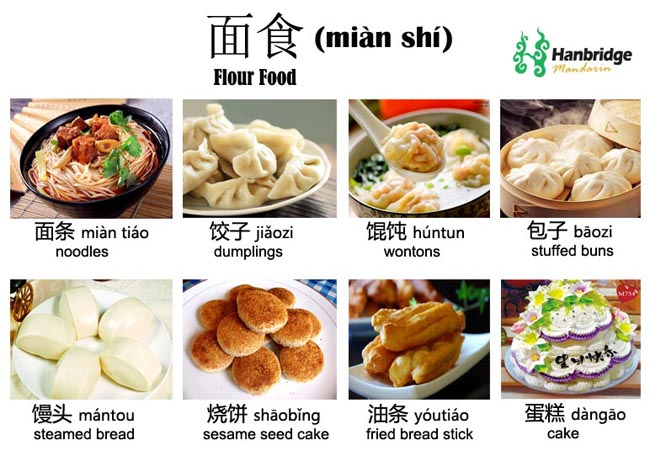 面食 (miàn shí)
Flour Food
Hanbridge
Mandarin
面条 miàn tiáo
noodles
饺子 jiǎozi
dumplings
馄饨 húntun
wontons
包子 bāozi
stuffed buns
M754
生日快乐
馒头 mántou
steamed bread
烧饼 shāobǐng
sesame seed cake
油条 yóutiáo
fried bread stick
蛋糕 dàngāo
cake